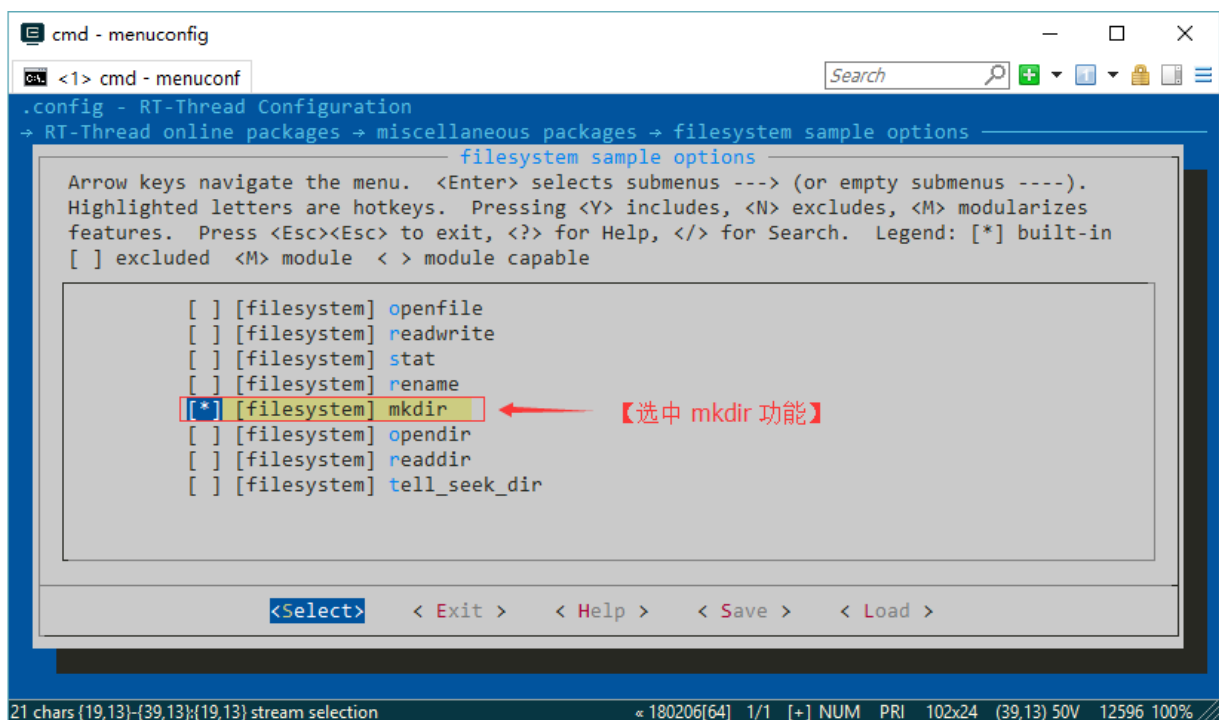 cmd - menuconfig
<1> cmd - menuconf
Search
.config - RT-Thread Configuration
→ RT-Thread online packages → miscellaneous packages → filesystem sample options
filesystem sample options
Arrow keys navigate the menu.  <Enter> selects submenus ---> (or empty submenus ----).
Highlighted letters are hotkeys.  Pressing <Y> includes, <N> excludes, <M> modularizes
features.  Press <Esc><Esc> to exit, <?> for Help, </> for Search.  Legend: [*] built-in
[ ] excluded  <M> module  < > module capable
[ ] [filesystem] openfile
[ ] [filesystem] readwrite
[ ] [filesystem] stat
[ ] [filesystem] rename
[*] [filesystem] mkdir 【选中 mkdir 功能】
[ ] [filesystem] opendir
[ ] [filesystem] readdir
[ ] [filesystem] tell_seek_dir
<Select>    < Exit >    < Help >    < Save >    < Load >
21 chars {19,13}-{39,13}:{19,13} stream selection « 180206[64] 1/1 [+] NUM PRI 102x24 (39,13) 50V 12596 100%